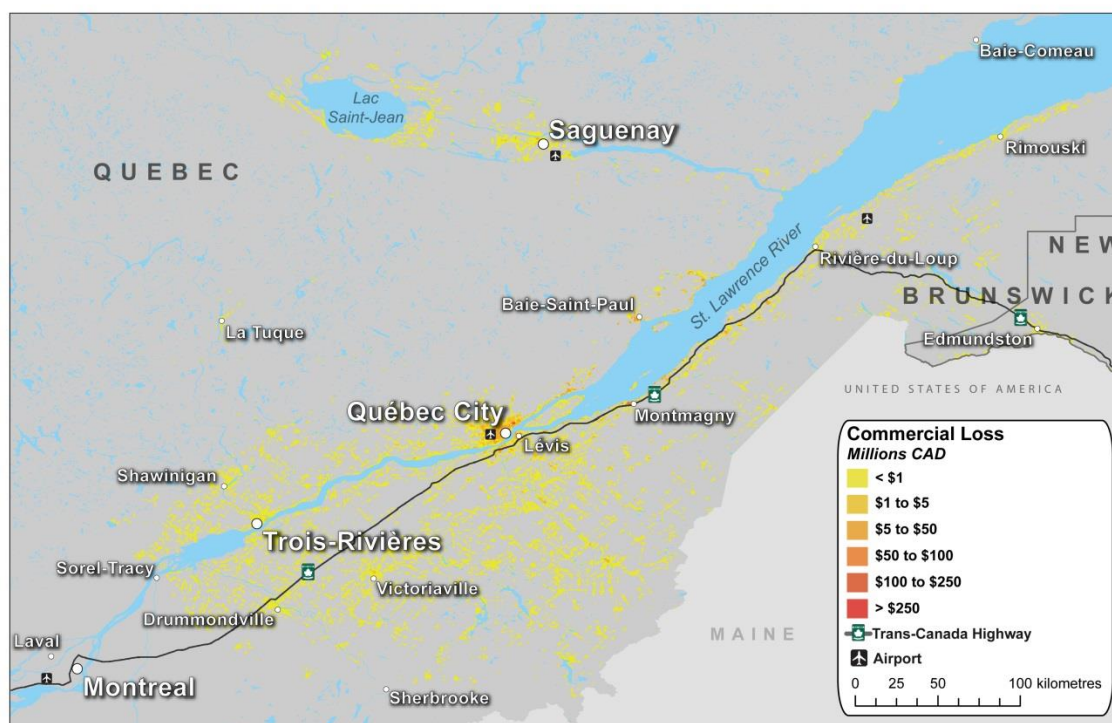 Baie-Comeau
Lac
Saint-Jean
Saguenay
Rimouski
QUEBEC
St. Lawrence River
Rivière-du-Loup
NEW
BRUNSWICK
Baie-Saint-Paul
La Tuque
Edmundston
UNITED STATES OF AMERICA
Montmagny
Québec City
Lévis
Shawinigan
Trois-Rivières
Sorel-Tracy
Victoriaville
Drummondville
Laval
MAINE
Montreal
Sherbrooke
Commercial Loss
Millions CAD
< $1
$1 to $5
$5 to $50
$50 to $100
$100 to $250
> $250
Trans-Canada Highway
Airport
0 25 50 100 kilometres